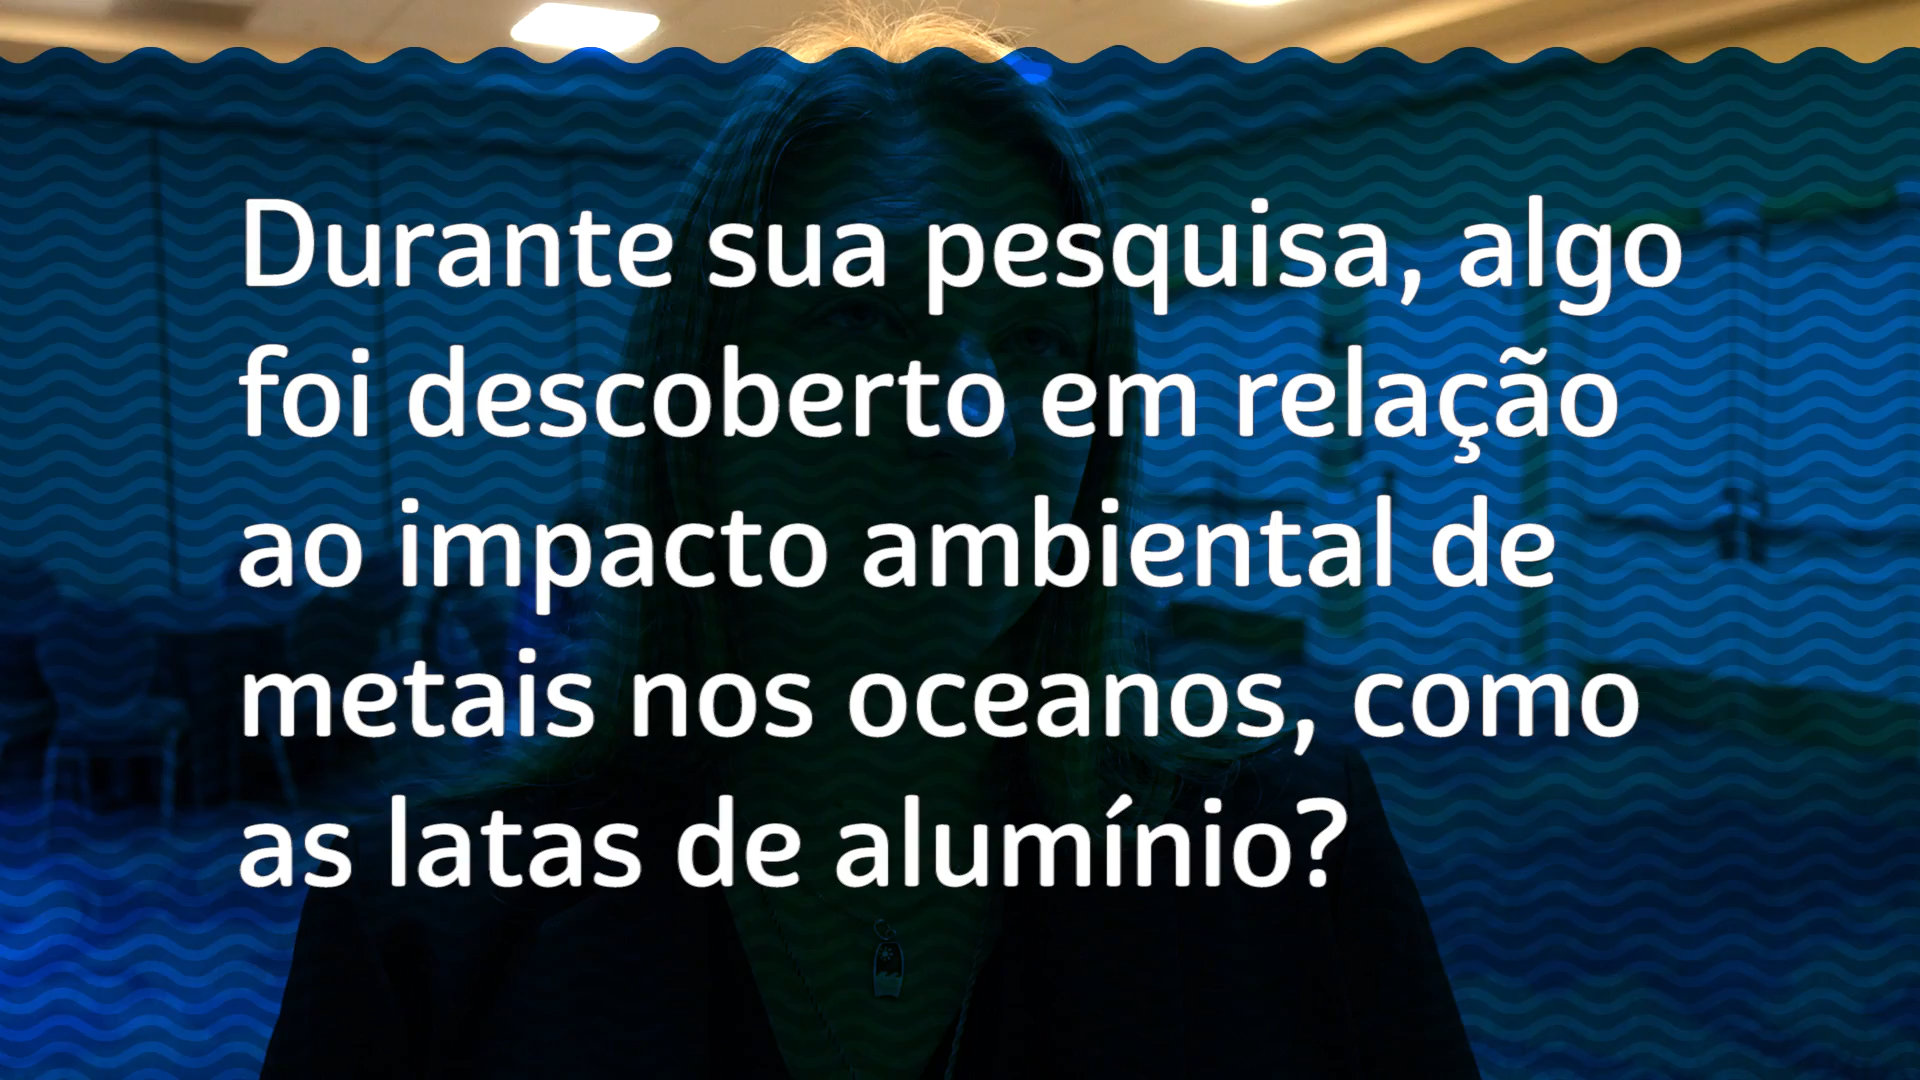 Durante sua pesquisa, algo
foi descoberto em relação
ao impacto ambiental de
metais nos oceanos, como
as latas de alumínio?